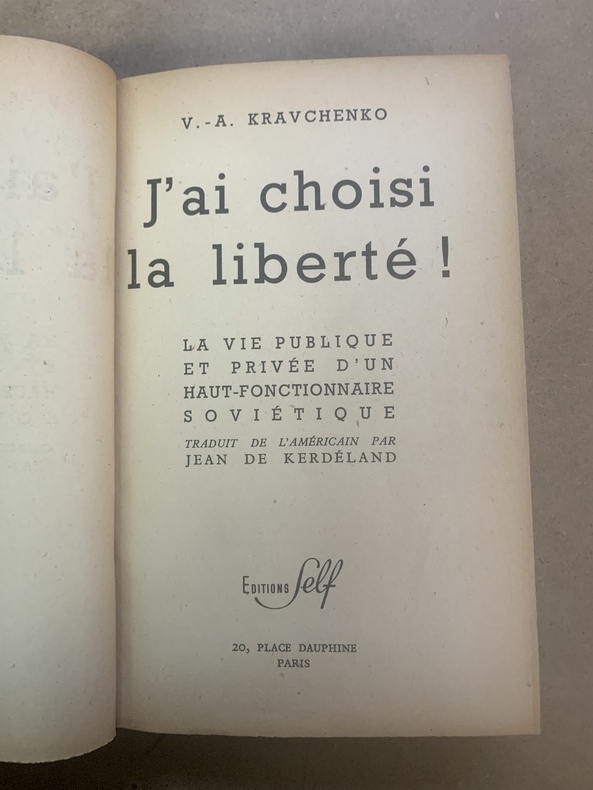 V.-A. KRAVCHENKO
J'ai choisi
la liberté !
LA VIE PUBLIQUE
ET PRIVÉE D'UN
HAUT-FONCTIONNAIRE
SOVIÉTIQUE
TRADUIT DE L'AMÉRICAIN PAR
JEAN DE KERDÉLAND
EDITIONS Self
20, PLACE DAUPHINE
PARIS